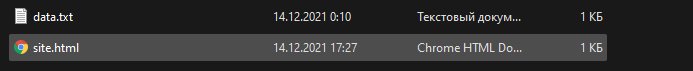 data.txt 14.12.2021 0:10 Текстовый докум... 1 КБ
site.html 14.12.2021 17:27 Chrome HTML Do... 1 КБ